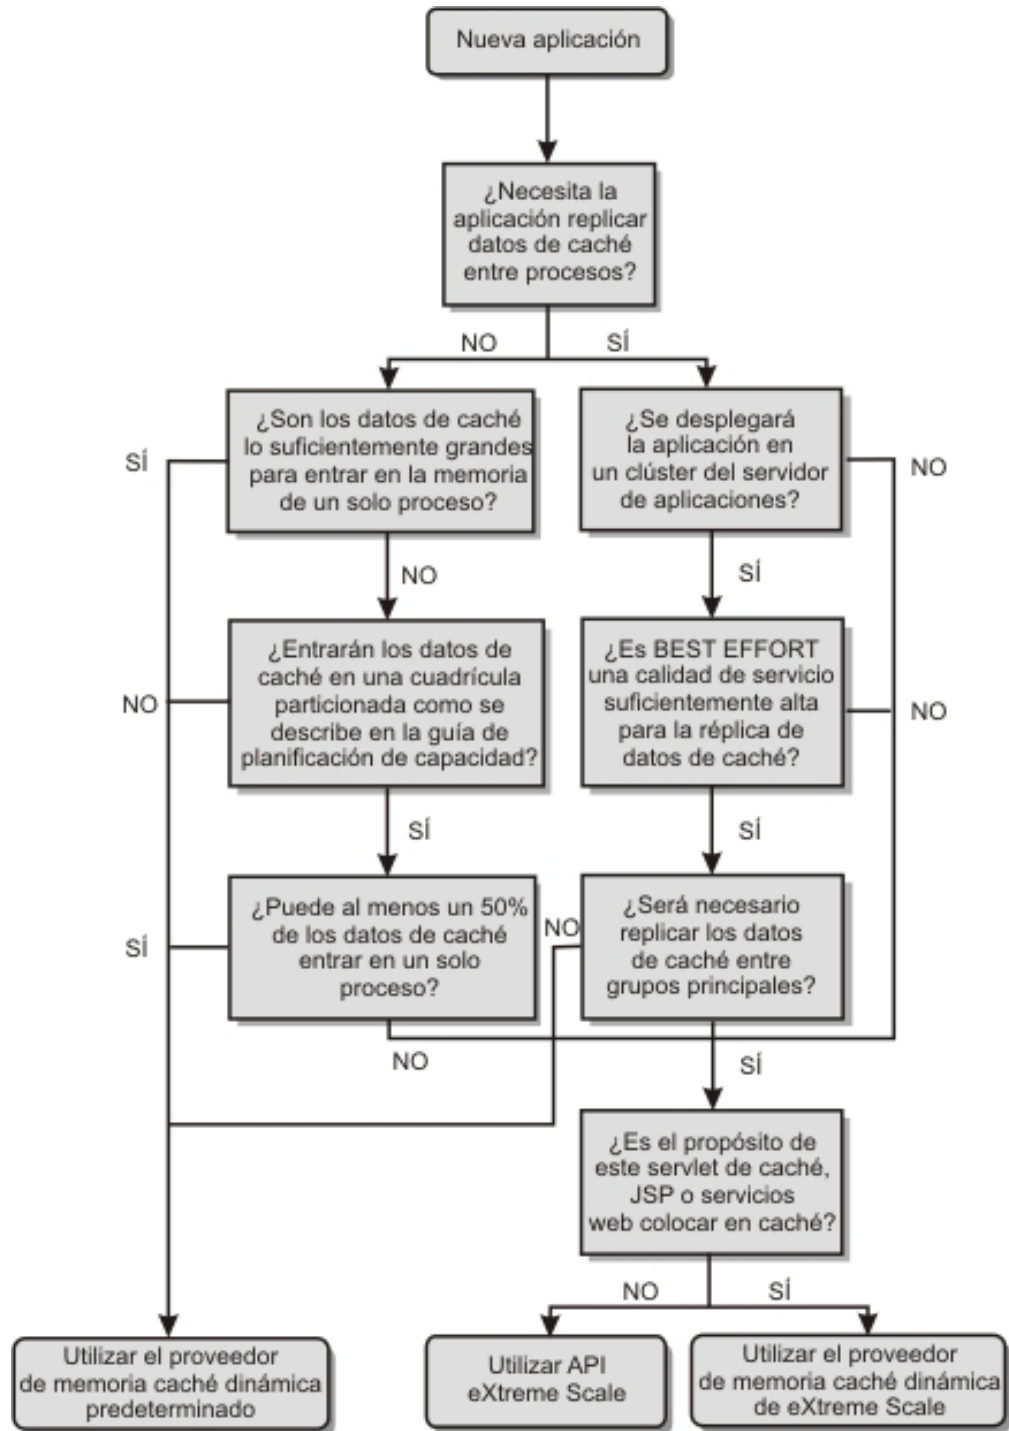 Nueva aplicación
¿Necesita la
aplicación replicar
datos de caché
entre procesos?
NO
SÍ
¿Son los datos de caché
lo suficientemente grandes
para entrar en la memoria
de un solo proceso?
SÍ
¿Se desplegará
la aplicación en
un clúster del servidor
de aplicaciones?
NO
NO
SÍ
¿Entrarán los datos de
caché en una cuadrícula
particionada como se
describe en la guía de
planificación de capacidad?
NO
¿Es BEST EFFORT
una calidad de servicio
suficientemente alta
para la réplica de
datos de caché?
NO
SÍ
SÍ
¿Puede al menos un 50%
de los datos de caché
entrar en un solo
proceso?
SÍ
NO
¿Será necesario
replicar los datos
de caché entre
grupos principales?
NO
SÍ
¿Es el propósito de
este servlet de caché,
JSP o servicios
web colocar en caché?
NO
SÍ
Utilizar el proveedor
de memoria caché dinámica
predeterminado
Utilizar API
eXtreme Scale
Utilizar el proveedor
de memoria caché dinámica
de eXtreme Scale